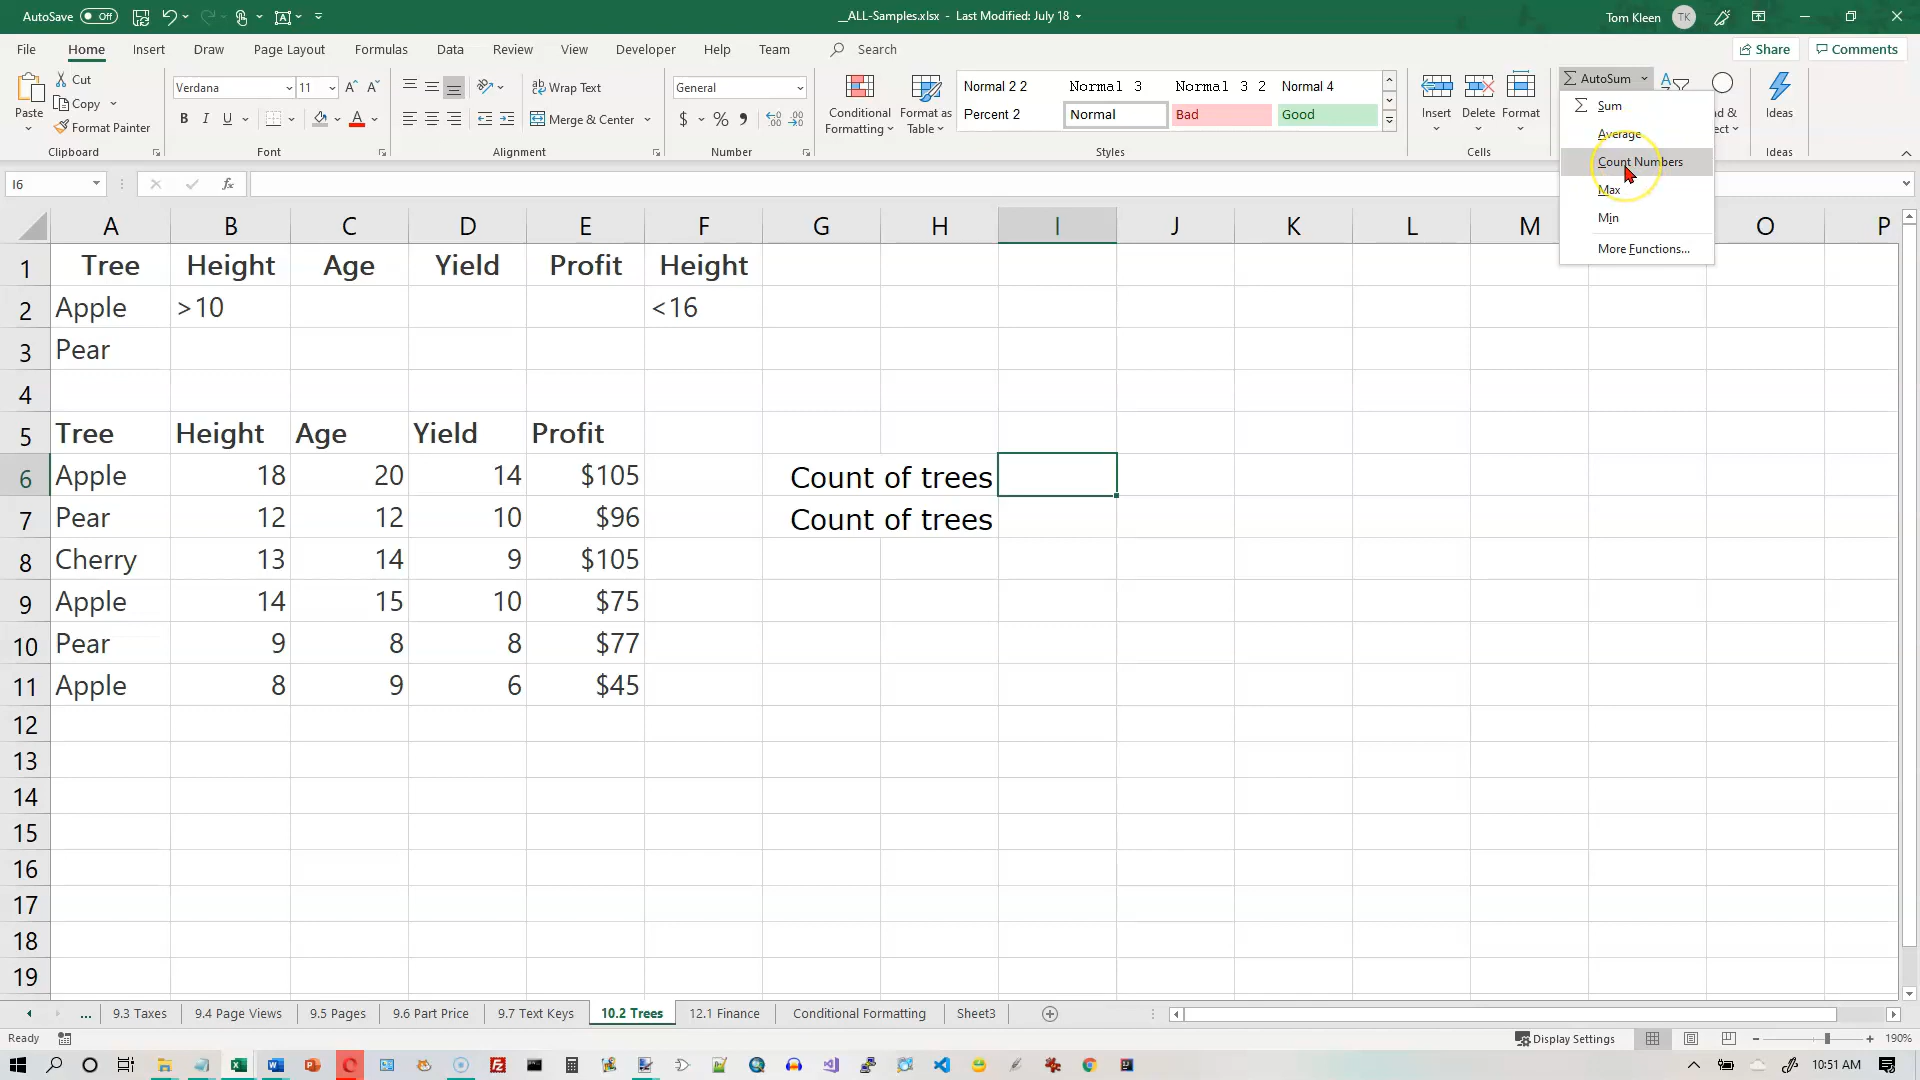 AutoSave Off
__ALL-Samples.xlsx - Last Modified: July 18
Tom Kleen TK
File Home Insert Draw Page Layout Formulas Data Review View Developer Help Team Search
Share Comments
Paste
Cut
Copy
Format Painter
Clipboard
Verdana 11
B I U
Font
Wrap Text
Merge & Center
Alignment
General
$ % 9
Number
Conditional Formatting
Format as Table
Normal 2 2 Normal 3 Normal 3 2 Normal 4
Percent 2 Normal Bad Good
Styles
Insert Delete Format
Cells
AutoSum
Sum
Average
Count Numbers
Max
Min
More Functions...
Ideas
Ideas
I6
fx
A B C D E F G H I J K L M N O P
1 Tree Height Age Yield Profit Height
2 Apple >10 <16
3 Pear
4
5 Tree Height Age Yield Profit
6 Apple 18 20 14 $105 Count of trees
7 Pear 12 12 10 $96 Count of trees
8 Cherry 13 14 9 $105
9 Apple 14 15 10 $75
10 Pear 9 8 8 $77
11 Apple 8 9 6 $45
12
13
14
15
16
17
18
19
... 9.3 Taxes 9.4 Page Views 9.5 Pages 9.6 Part Price 9.7 Text Keys 10.2 Trees 12.1 Finance Conditional Formatting Sheet3
Ready
Display Settings
190%
10:51 AM